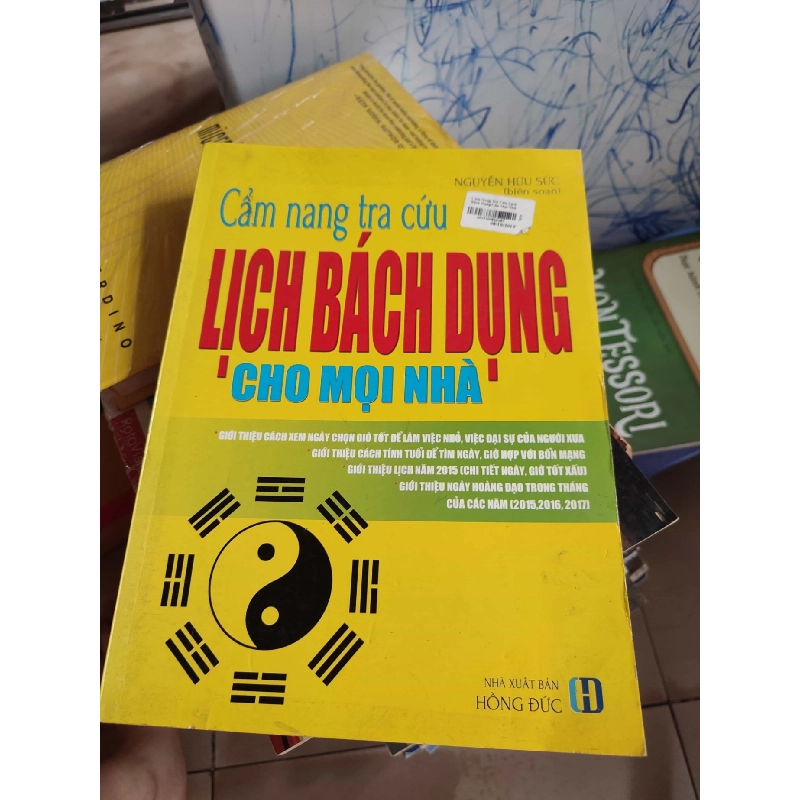 NGUYỄN HỮU SỨC
(biên soạn)
Cẩm nang tra cứu
LỊCH BÁCH DỤNG
'CHO MỌI NHÀ'
GIỚI THIỆU CÁCH XEM NGÀY CHỌN GIỜ TỐT ĐỂ LÀM VIỆC NHỎ, VIỆC ĐẠI SỰ CỦA NGƯỜI XƯA
GIỚI THIỆU CÁCH TÍNH TUỔI ĐỂ TÌM NGÀY, GIỜ HỢP VỚI BỔN MẠNG
GIỚI THIỆU LỊCH NĂM 2015 (CHI TIẾT NGÀY, GIỜ TỐT XẤU)
GIỚI THIỆU NGÀY HOÀNG ĐẠO TRONG THÁNG
CỦA CÁC NĂM (2015,2016, 2017)
NHÀ XUẤT BẢN
HỒNG ĐỨC
RDINO
MONTESSORI